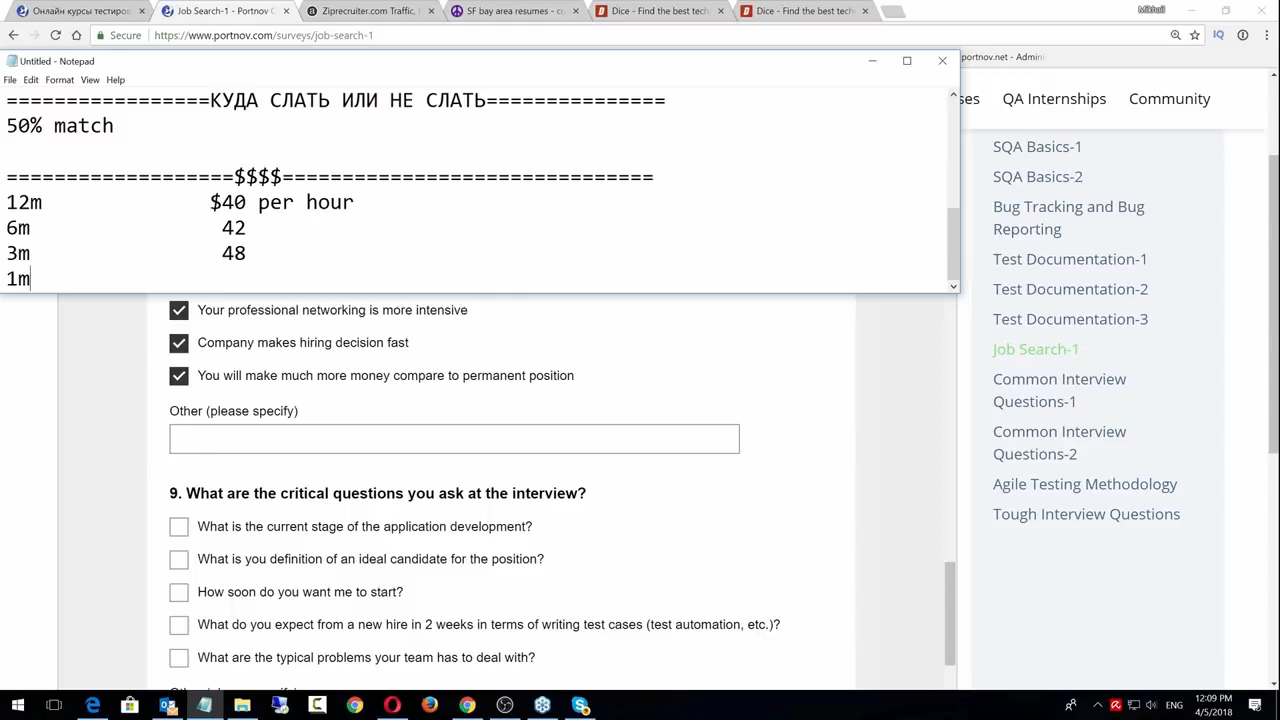 Онлайн курсы тестиров
Job Search-1 - Portnov C
Ziprecruiter.com Traffic,
SF bay area resumes - c
Dice - Find the best tech
Dice - Find the best tech
Mikhail
Secure
https://www.portnov.com/surveys/job-search-1
portnov.net - Admini
Untitled - Notepad
File Edit Format View Help
=================КУДА СЛАТЬ ИЛИ НЕ СЛАТЬ===============
50% match
===================$$$$===============================
12m $40 per hour
6m 42
3m 48
1m
ses QA Internships Community
SQA Basics-1
SQA Basics-2
Bug Tracking and Bug
Reporting
Test Documentation-1
Test Documentation-2
Test Documentation-3
Job Search-1
Common Interview
Questions-1
Common Interview
Questions-2
Agile Testing Methodology
Tough Interview Questions
Your professional networking is more intensive
Company makes hiring decision fast
You will make much more money compare to permanent position
Other (please specify)
9. What are the critical questions you ask at the interview?
What is the current stage of the application development?
What is you definition of an ideal candidate for the position?
How soon do you want me to start?
What do you expect from a new hire in 2 weeks in terms of writing test cases (test automation, etc.)?
What are the typical problems your team has to deal with?
ENG
12:09 PM
4/5/2018